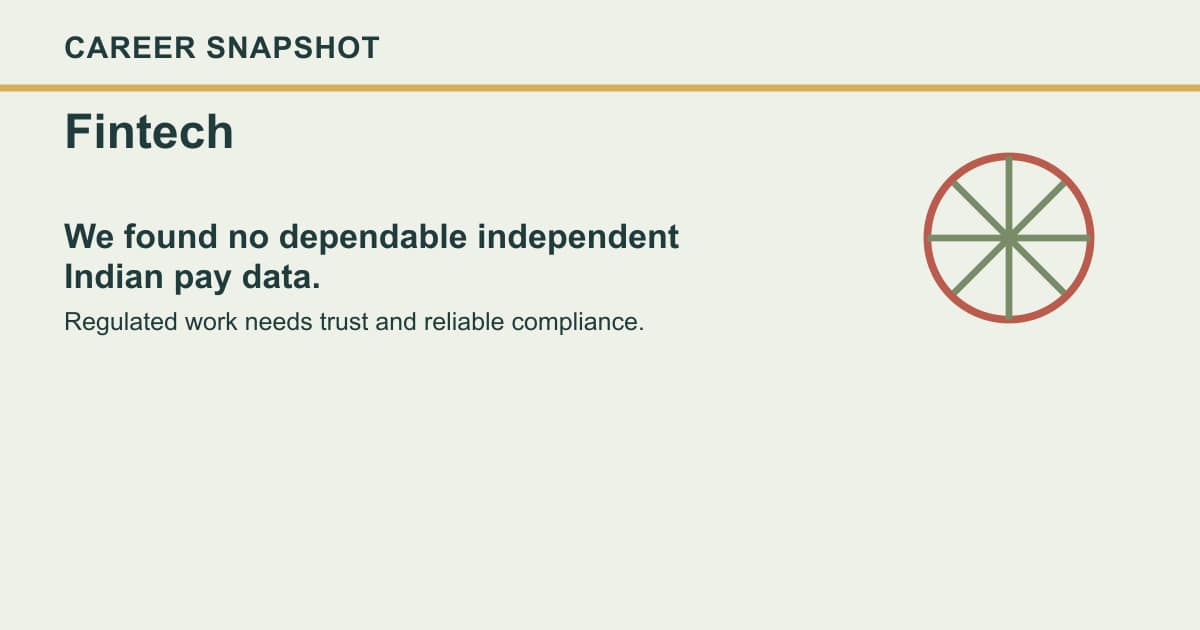 CAREER SNAPSHOT
Fintech
We found no dependable independent
Indian pay data.
Regulated work needs trust and reliable compliance.